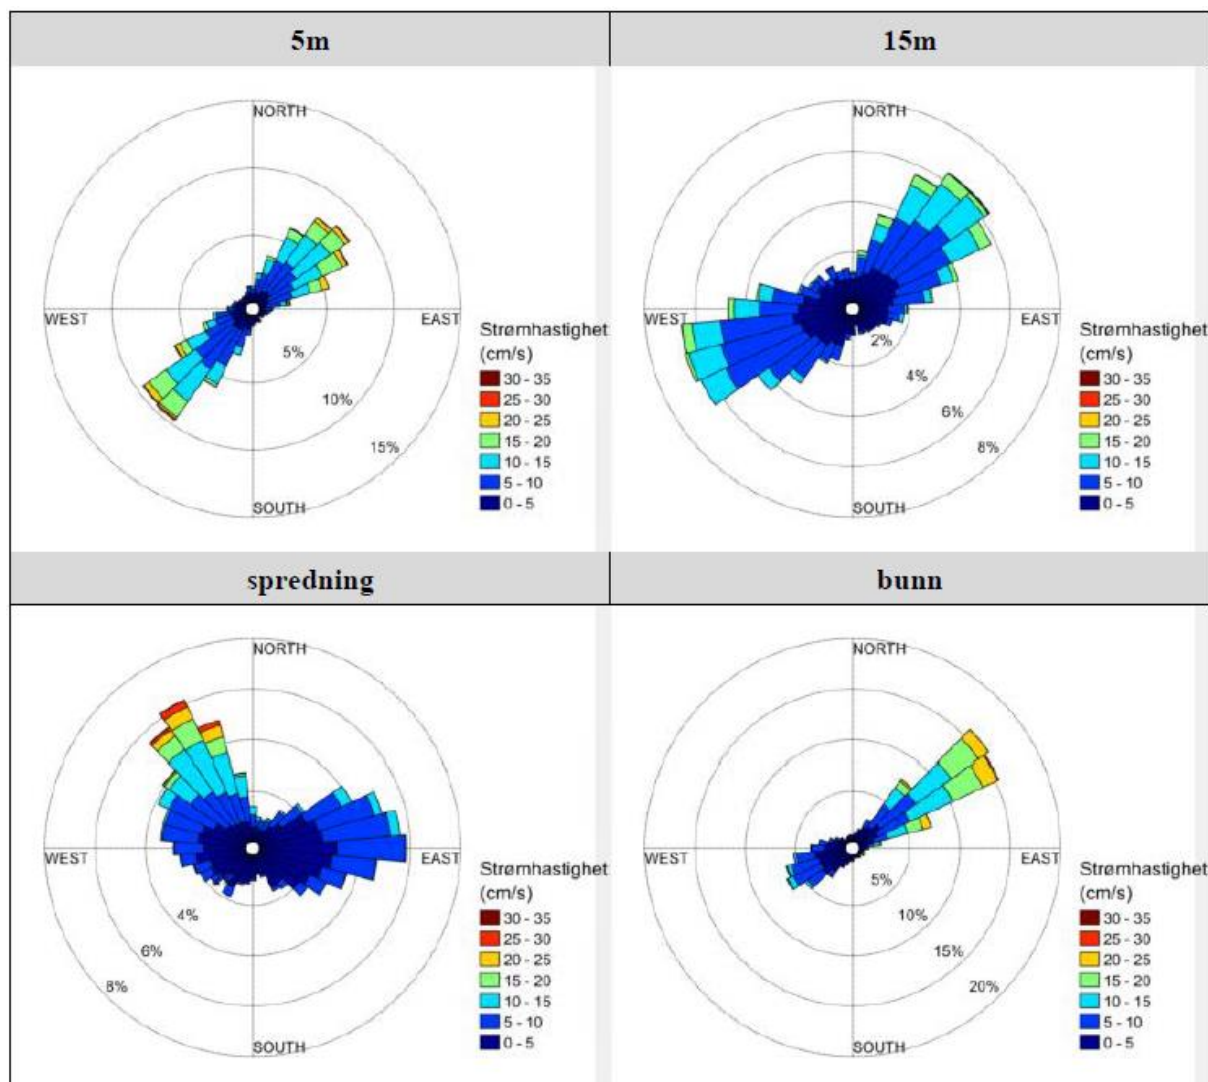 5m
15m
NORTH
WEST
EAST
SOUTH
5%
10%
15%
Strømhastighet
(cm/s)
30 - 35
25 - 30
20 - 25
15 - 20
10 - 15
5 - 10
0 - 5
NORTH
WEST
EAST
SOUTH
2%
4%
6%
8%
Strømhastighet
(cm/s)
30 - 35
25 - 30
20 - 25
15 - 20
10 - 15
5 - 10
0 - 5
spredning
bunn
NORTH
WEST
EAST
SOUTH
4%
6%
8%
Strømhastighet
(cm/s)
30 - 35
25 - 30
20 - 25
15 - 20
10 - 15
5 - 10
0 - 5
NORTH
WEST
EAST
SOUTH
5%
10%
15%
20%
Strømhastighet
(cm/s)
30 - 35
25 - 30
20 - 25
15 - 20
10 - 15
5 - 10
0 - 5